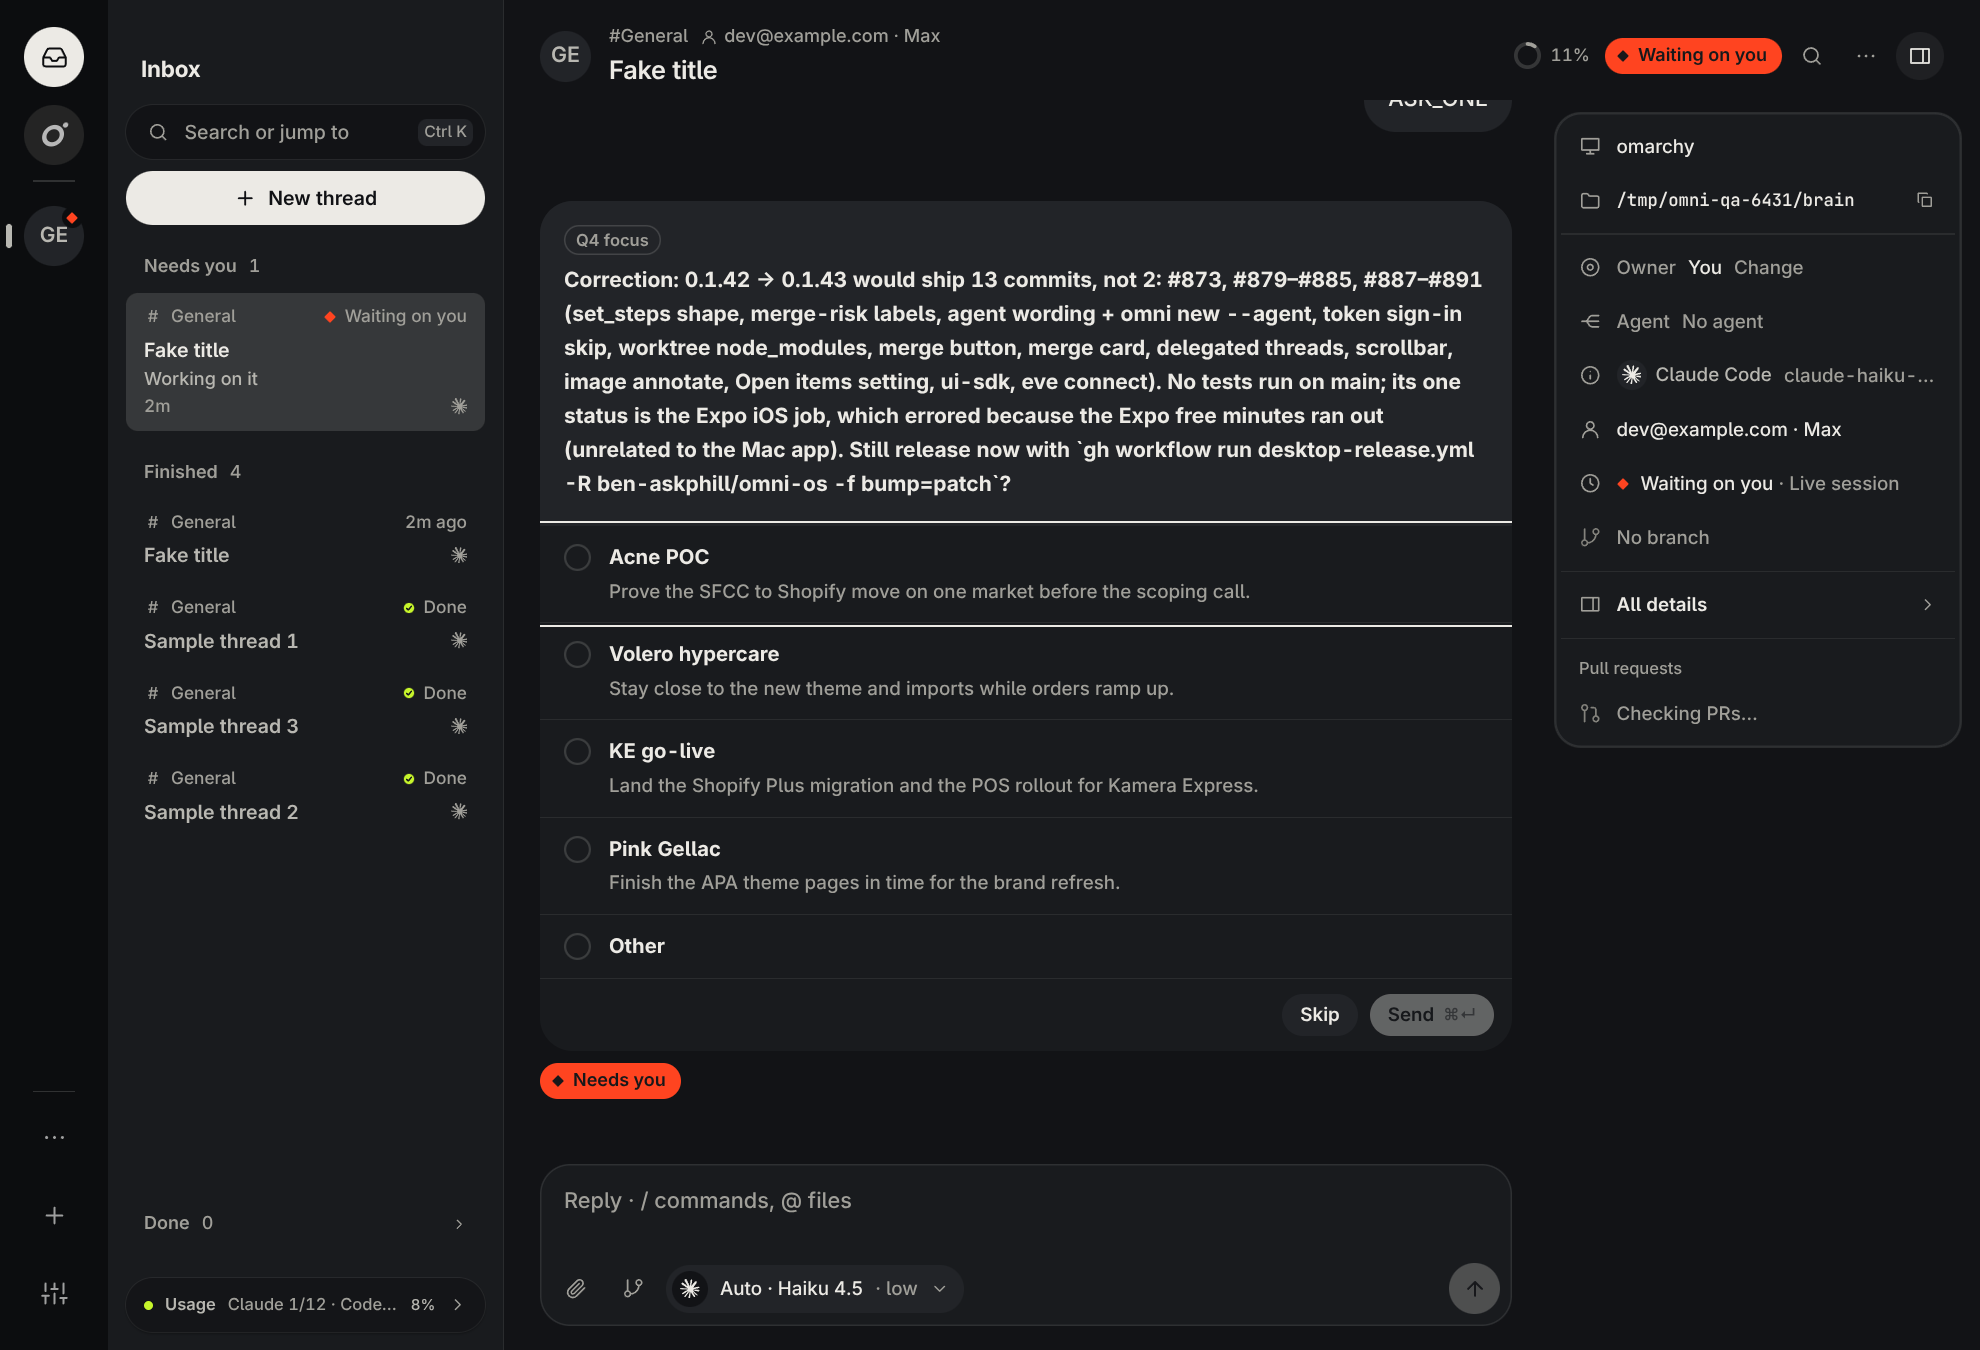 Inbox
Search or jump to Ctrl K
+ New thread
GE
Needs you 1
# General Waiting on you
Fake title
Working on it
2m
Finished 4
# General 2m ago
Fake title
# General Done
Sample thread 1
# General Done
Sample thread 3
# General Done
Sample thread 2
Done 0
Usage Claude 1/12 · Code... 8%
GE
#General dev@example.com · Max
Fake title
11% Waiting on you
ASK_ONE
Q4 focus
Correction: 0.1.42 → 0.1.43 would ship 13 commits, not 2: #873, #879–#885, #887–#891
(set_steps shape, merge-risk labels, agent wording + omni new --agent, token sign-in
skip, worktree node_modules, merge button, merge card, delegated threads, scrollbar,
image annotate, Open items setting, ui-sdk, eve connect). No tests run on main; its one
status is the Expo iOS job, which errored because the Expo free minutes ran out
(unrelated to the Mac app). Still release now with `gh workflow run desktop-release.yml
-R ben-askphill/omni-os -f bump=patch`?
Acne POC
Prove the SFCC to Shopify move on one market before the scoping call.
Volero hypercare
Stay close to the new theme and imports while orders ramp up.
KE go-live
Land the Shopify Plus migration and the POS rollout for Kamera Express.
Pink Gellac
Finish the APA theme pages in time for the brand refresh.
Other
Skip Send ⌘↵
Needs you
Reply · / commands, @ files
Auto · Haiku 4.5 · low
omarchy
/tmp/omni-qa-6431/brain
Owner You Change
Agent No agent
Claude Code claude-haiku-...
dev@example.com · Max
Waiting on you · Live session
No branch
All details
Pull requests
Checking PRs...